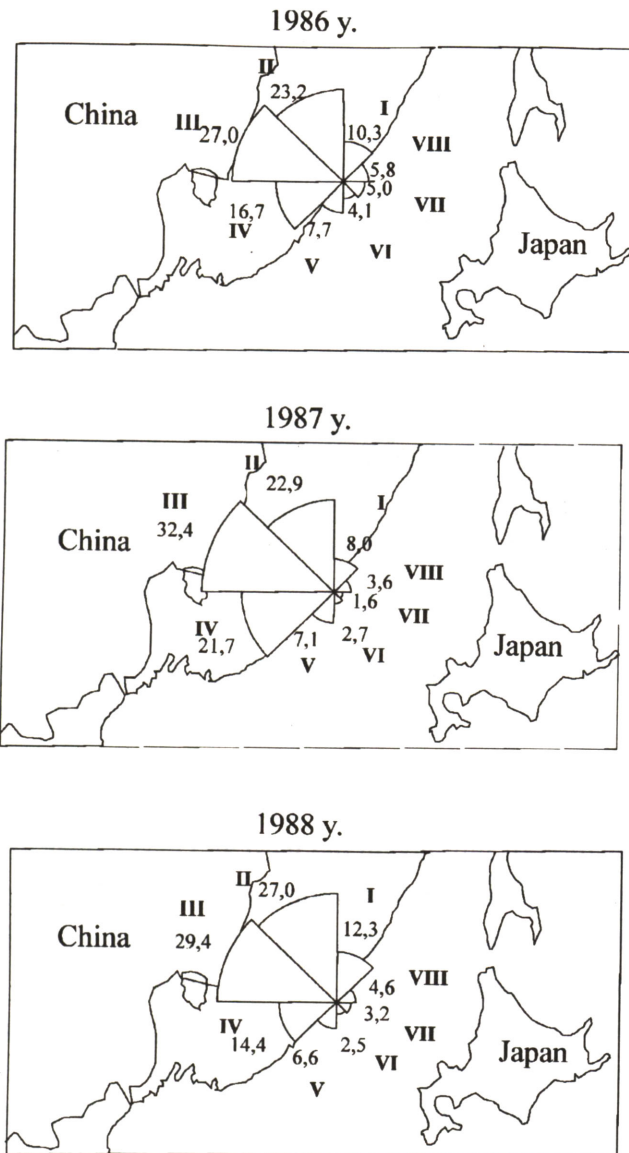 1986 y.
II
23,2
I
China
III
27,0
10,3
VIII
5,8
5,0
VII
16,7
4,1
IV
7,7
VI
Japan
V
1987 y.
II
22,9
I
III
32,4
China
8,0
VIII
3,6
1,6
VII
IV
21,7
7,1
2,7
V
VI
Japan
1988 y.
II
27,0
I
III
29,4
China
12,3
VIII
4,6
3,2
IV
VII
14,4
6,6
2,5
VI
Japan
V